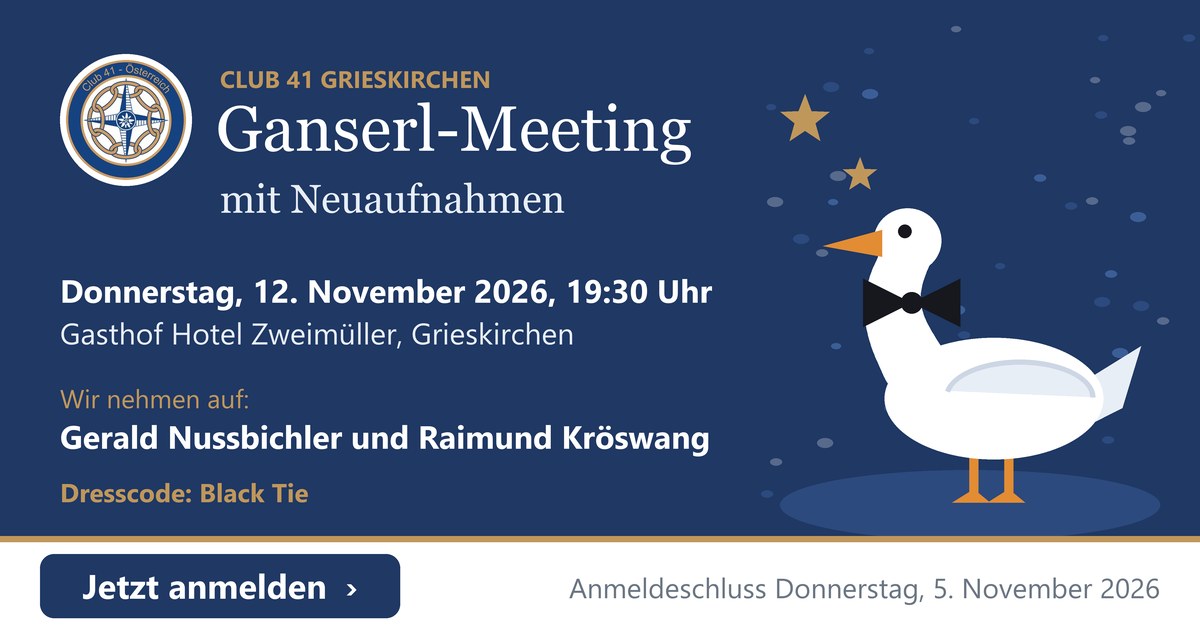 Club 41 - Österreich
CLUB 41 GRIESKIRCHEN
Ganserl-Meeting
mit Neuaufnahmen
Donnerstag, 12. November 2026, 19:30 Uhr
Gasthof Hotel Zweimüller, Grieskirchen
Wir nehmen auf:
Gerald Nussbichler und Raimund Kröswang
Dresscode: Black Tie
Jetzt anmelden ›
Anmeldeschluss Donnerstag, 5. November 2026